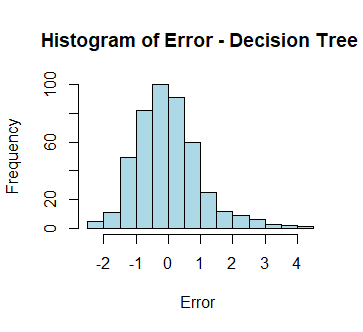 Histogram of Error - Decision Tree
Frequency
100
60
20
0
-2 -1 0 1 2 3 4
Error